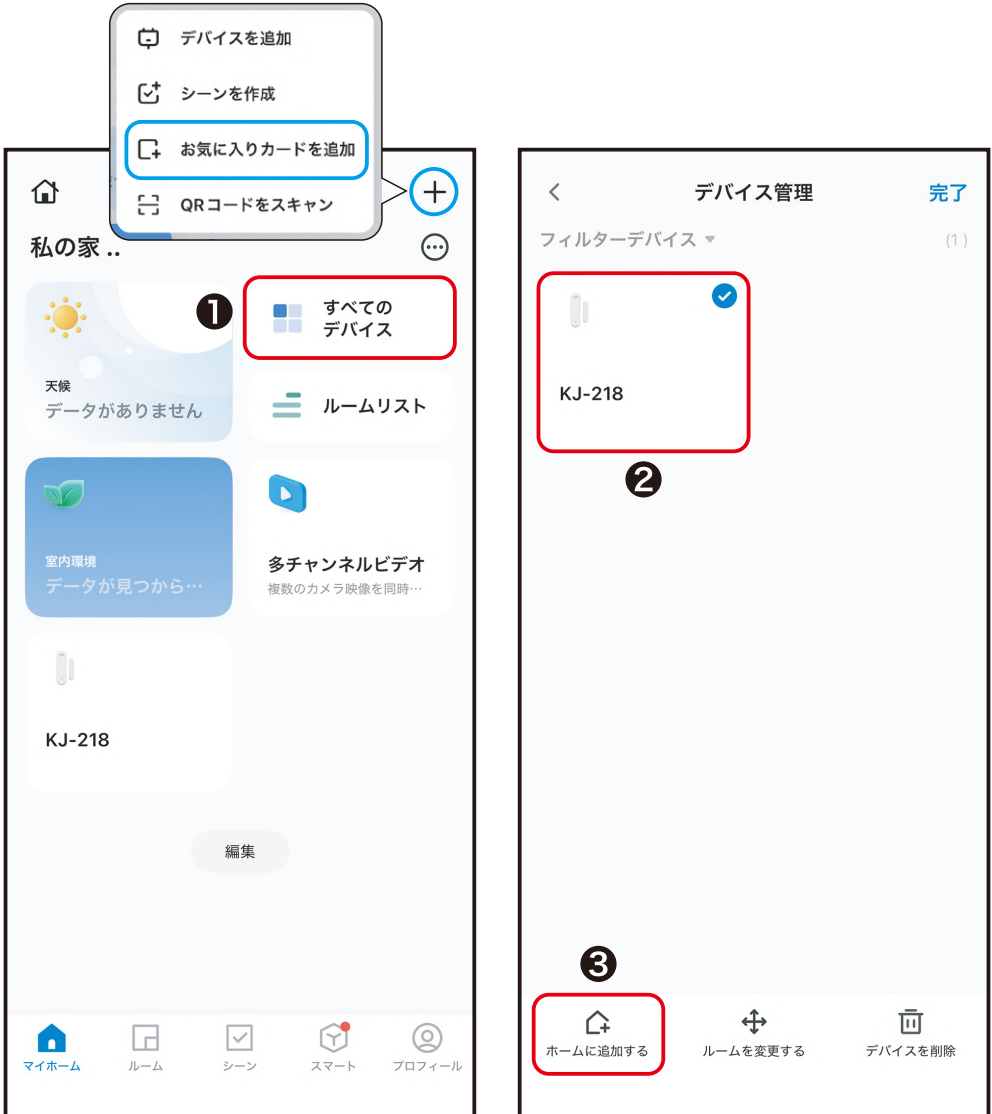 デバイスを追加
シーンを作成
お気に入りカードを追加
QRコードをスキャン
私の家 ..
❶
すべての
デバイス
天候
データがありません
ルームリスト
室内環境
データが見つから…
多チャンネルビデオ
複数のカメラ映像を同時…
KJ-218
編集
マイホーム
ルーム
シーン
スマート
プロフィール
デバイス管理
完了
フィルターデバイス
(1)
KJ-218
❷
❸
ホームに追加する
ルームを変更する
デバイスを削除